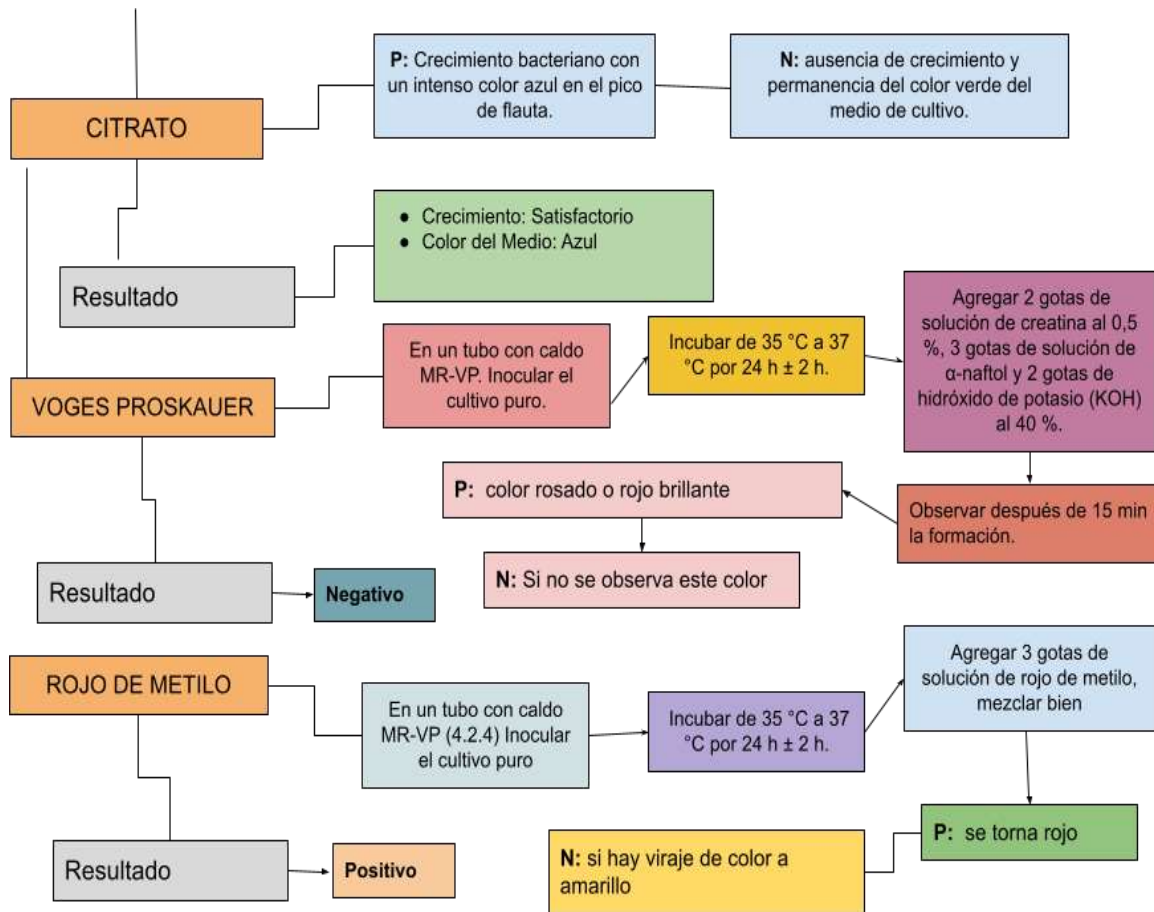 CITRATO
P: Crecimiento bacteriano con
un intenso color azul en el pico
de flauta.
N: ausencia de crecimiento y
permanencia del color verde del
medio de cultivo.
Resultado
● Crecimiento: Satisfactorio
● Color del Medio: Azul
VOGES PROSKAUER
En un tubo con caldo
MR-VP. Inocular el
cultivo puro.
Incubar de 35 °C a 37
°C por 24 h ± 2 h.
Agregar 2 gotas de
solución de creatina al 0,5
%, 3 gotas de solución de
α-naftol y 2 gotas de
hidróxido de potasio (KOH)
al 40 %.
Observar después de 15 min
la formación.
P: color rosado o rojo brillante
N: Si no se observa este color
Resultado
Negativo
ROJO DE METILO
En un tubo con caldo
MR-VP (4.2.4) Inocular
el cultivo puro
Incubar de 35 °C a 37
°C por 24 h ± 2 h.
Agregar 3 gotas de
solución de rojo de metilo,
mezclar bien
P: se torna rojo
N: si hay viraje de color a
amarillo
Resultado
Positivo